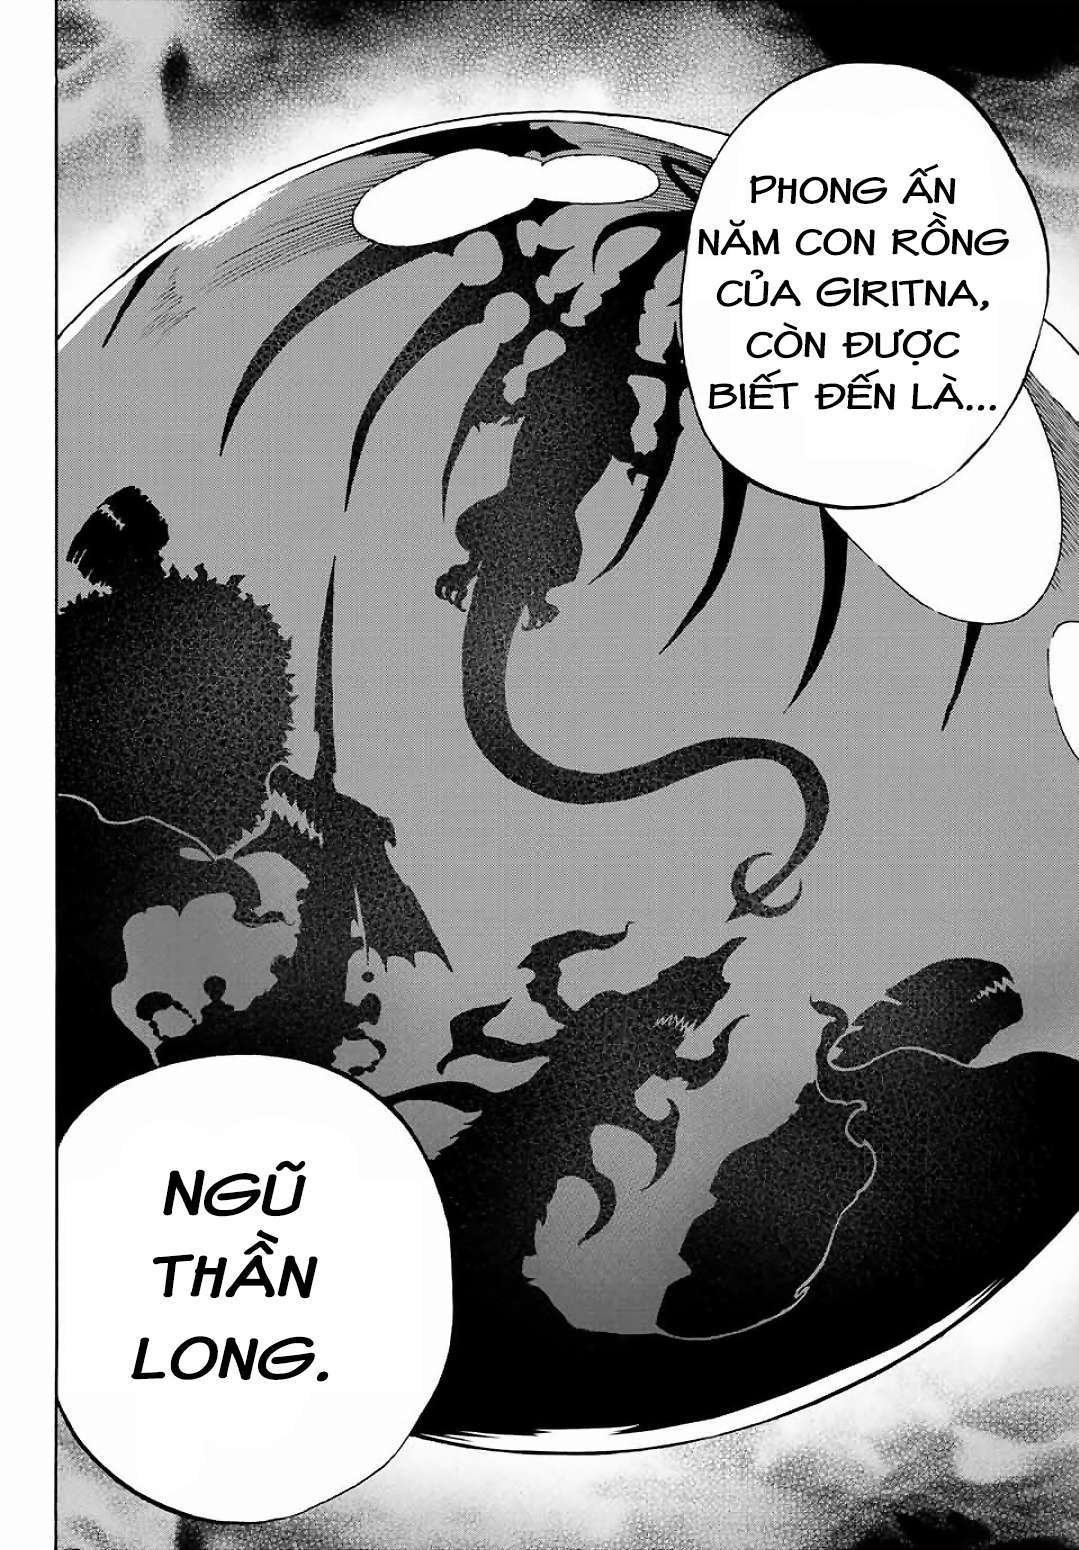 PHONG ẤN
NĂM CON RỒNG
CỦA GIRITNA,
CÒN ĐƯỢC
BIẾT ĐẾN LÀ...
NGŨ
THẦN
LONG.